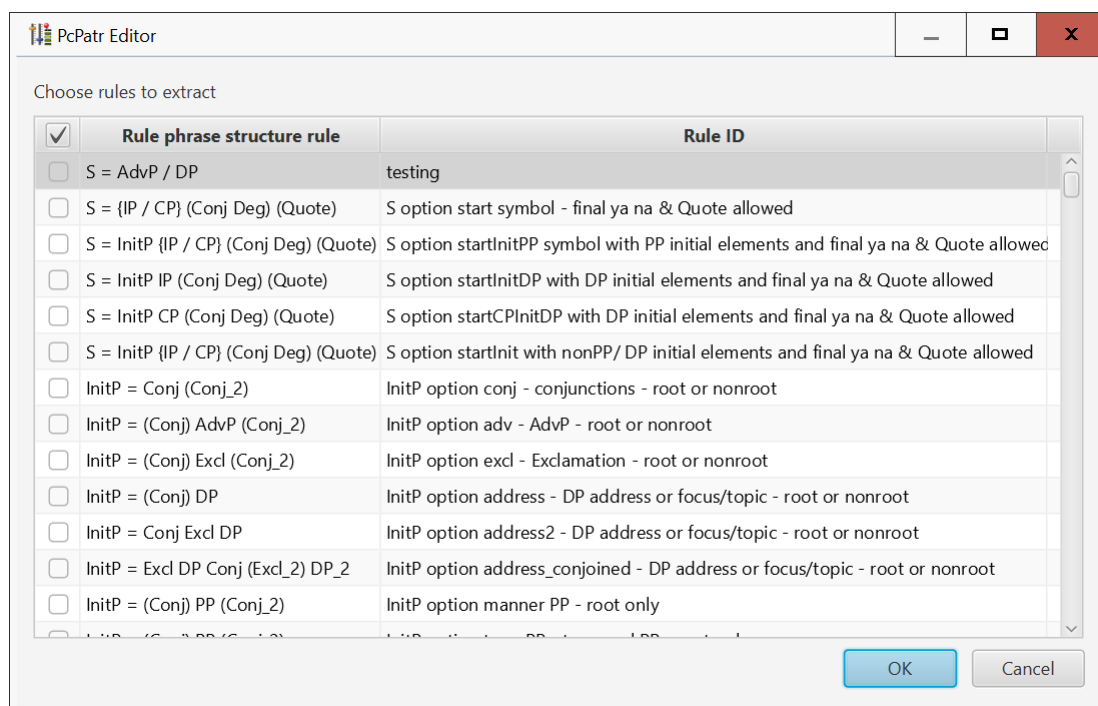 PcPatr Editor
Choose rules to extract
Rule phrase structure rule Rule ID
S = AdvP / DP testing
S = {IP / CP} (Conj Deg) (Quote) S option start symbol - final ya na & Quote allowed
S = InitP {IP / CP} (Conj Deg) (Quote) S option startInitPP symbol with PP initial elements and final ya na & Quote allowed
S = InitP IP (Conj Deg) (Quote) S option startInitDP with DP initial elements and final ya na & Quote allowed
S = InitP CP (Conj Deg) (Quote) S option startCPInitDP with DP initial elements and final ya na & Quote allowed
S = InitP {IP / CP} (Conj Deg) (Quote) S option startInit with nonPP/ DP initial elements and final ya na & Quote allowed
InitP = Conj (Conj_2) InitP option conj - conjunctions - root or nonroot
InitP = (Conj) AdvP (Conj_2) InitP option adv - AdvP - root or nonroot
InitP = (Conj) Excl (Conj_2) InitP option excl - Exclamation - root or nonroot
InitP = (Conj) DP InitP option address - DP address or focus/topic - root or nonroot
InitP = Conj Excl DP InitP option address2 - DP address or focus/topic - root or nonroot
InitP = Excl DP Conj (Excl_2) DP_2 InitP option address_conjoined - DP address or focus/topic - root or nonroot
InitP = (Conj) PP (Conj_2) InitP option manner PP - root only
OK Cancel